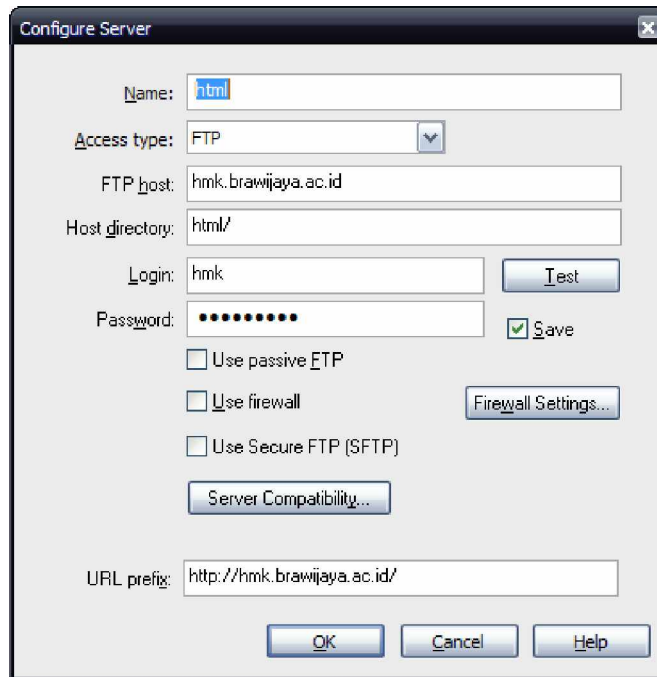 Configure Server
Name: html
Access type: FTP
FTP host: hmk.brawijaya.ac.id
Host directory: html/
Login: hmk Test
Password: ••••••••• Save
Use passive FTP
Use firewall Firewall Settings...
Use Secure FTP (SFTP)
Server Compatibility...
URL prefix: http://hmk.brawijaya.ac.id/
OK Cancel Help